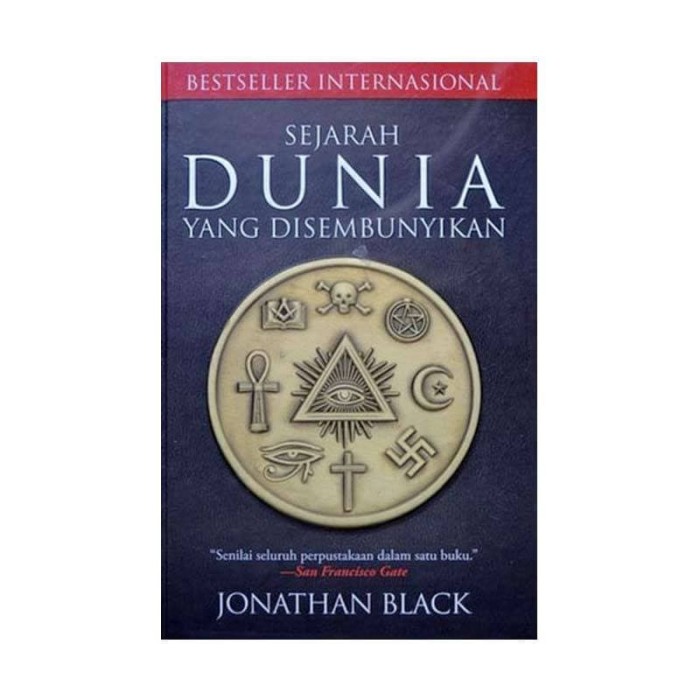 BESTSELLER INTERNASIONAL
SEJARAH
DUNIA
YANG DISEMBUNYIKAN
“Senilai seluruh perpustakaan dalam satu buku.”
—San Francisco Gate
JONATHAN BLACK